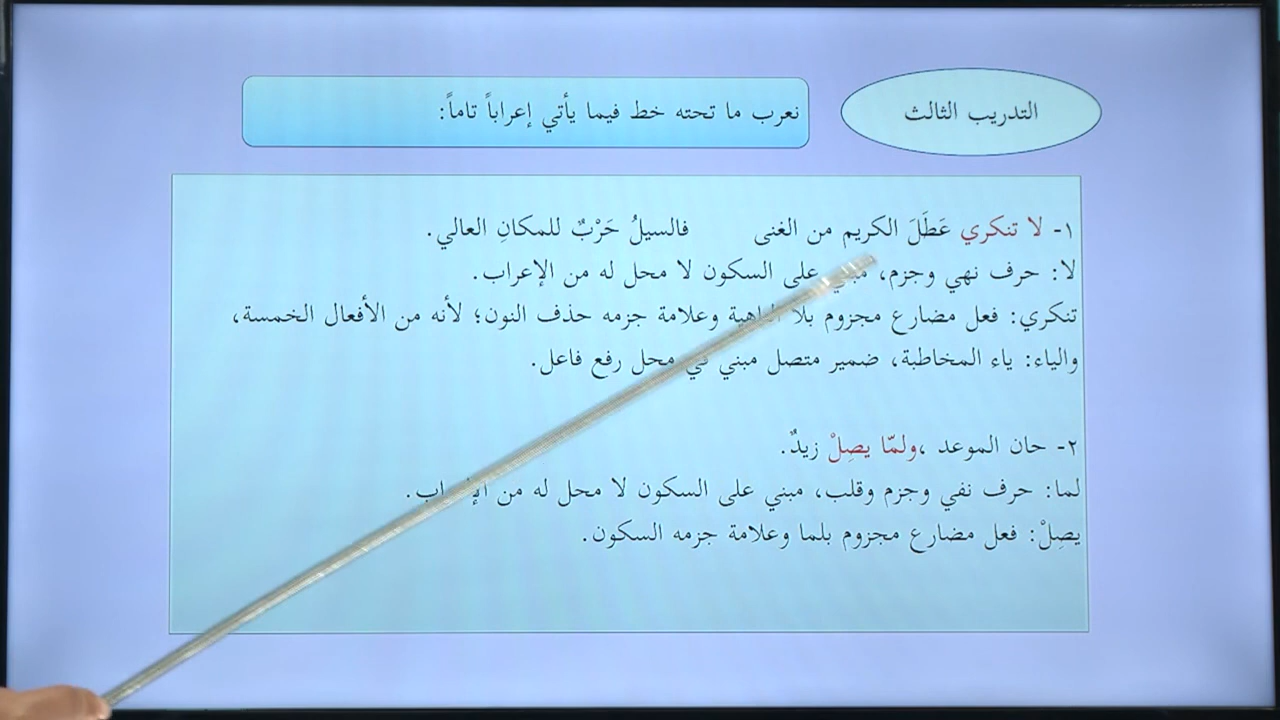 التدريب الثالث
نعرب ما تحته خط فيما يأتي إعراباً تاماً:
١- لا تنكري عَطَلَ الكريم من الغنى فالسيلُ حَرْبٌ للمكانِ العالي.
لا: حرف نهي وجزم، مبني على السكون لا محل له من الإعراب.
تنكري: فعل مضارع مجزوم بلا الناهية وعلامة جزمه حذف النون؛ لأنه من الأفعال الخمسة،
والياء: ياء المخاطبة، ضمير متصل مبني في محل رفع فاعل.
٢- حان الموعد ،ولمّا يصِلْ زيدٌ.
لما: حرف نفي وجزم وقلب، مبني على السكون لا محل له من الإعراب.
يصِلْ: فعل مضارع مجزوم بلما وعلامة جزمه السكون.